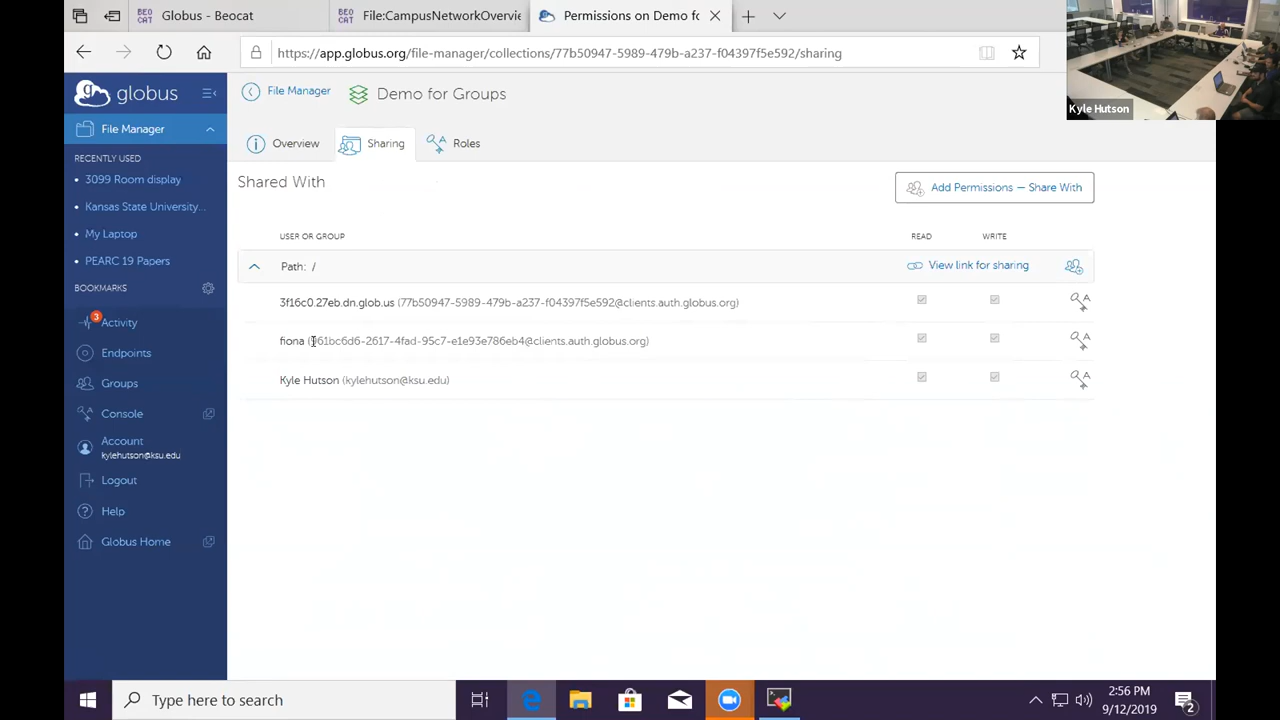 Globus - Beocat
File:CampusNetworkOvervie
Permissions on Demo fo
https://app.globus.org/file-manager/collections/77b50947-5989-479b-a237-f04397f5e592/sharing
Kyle Hutson
globus
File Manager
RECENTLY USED
3099 Room display
Kansas State University...
My Laptop
PEARC 19 Papers
BOOKMARKS
3
Activity
Endpoints
Groups
Console
Account
kylehutson@ksu.edu
Logout
Help
Globus Home
File Manager
Demo for Groups
Overview
Sharing
Roles
Shared With
Add Permissions — Share With
USER OR GROUP
READ
WRITE
Path: /
View link for sharing
3f16c0.27eb.dn.glob.us (77b50947-5989-479b-a237-f04397f5e592@clients.auth.globus.org)
fiona (961bc6d6-2617-4fad-95c7-e1e93e786eb4@clients.auth.globus.org)
Kyle Hutson (kylehutson@ksu.edu)
Type here to search
2:56 PM
9/12/2019
2